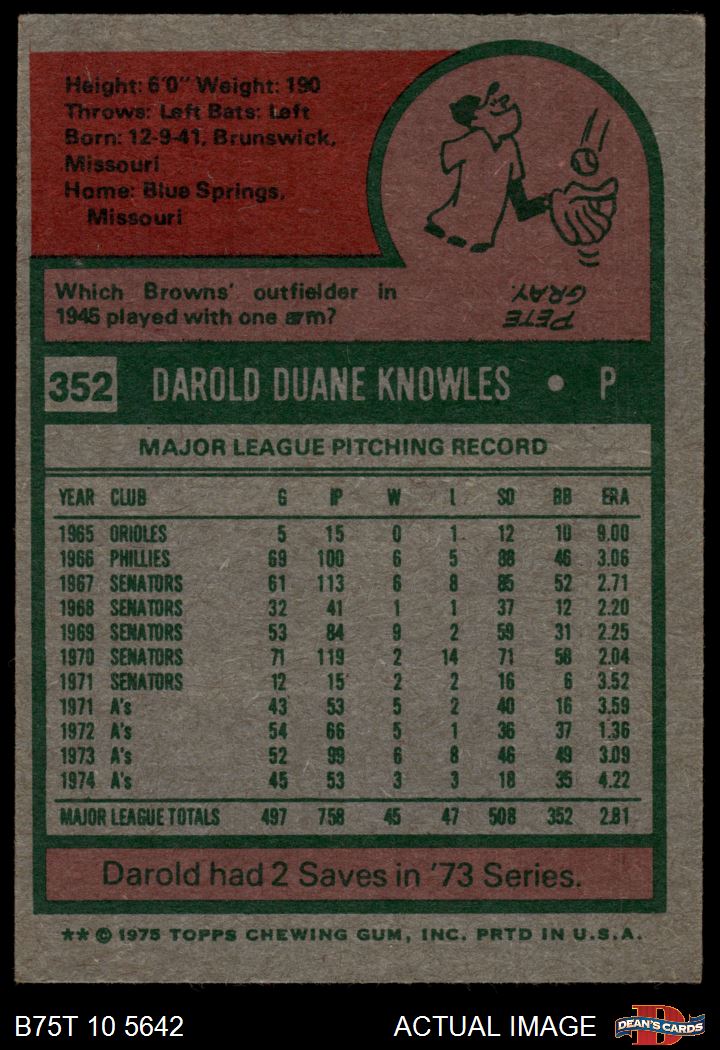 Height: 6'0" Weight: 190
Throws: Left Bats: Left
Born: 12-9-41, Brunswick,
Missouri
Home: Blue Springs,
Missouri
Which Browns' outfielder in
1945 played with one arm?
PETE
GRAY.
352 DAROLD DUANE KNOWLES • P
MAJOR LEAGUE PITCHING RECORD
YEAR CLUB G IP W L SO BB ERA
1965 ORIOLES 5 15 0 1 12 10 9.00
1966 PHILLIES 69 100 6 5 88 46 3.06
1967 SENATORS 61 113 6 8 85 52 2.71
1968 SENATORS 32 41 1 1 37 12 2.20
1969 SENATORS 53 84 9 2 59 31 2.25
1970 SENATORS 71 119 2 14 71 58 2.04
1971 SENATORS 12 15 2 2 16 6 3.52
1971 A's 43 53 5 2 40 16 3.59
1972 A's 54 66 5 1 36 37 1.36
1973 A's 52 99 6 8 46 49 3.09
1974 A's 45 53 3 3 18 35 4.22
MAJOR LEAGUE TOTALS 497 758 45 47 508 352 2.81
Darold had 2 Saves in '73 Series.
** © 1975 TOPPS CHEWING GUM, INC. PRTD IN U.S.A.
B75T 10 5642 ACTUAL IMAGE DEAN'S CARDS